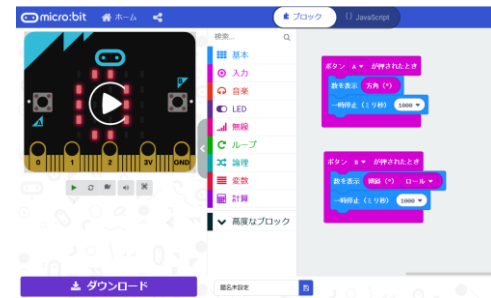 micro:bit
ホーム
ブロック
{} JavaScript
検索...
基本
入力
音楽
LED
無線
ループ
論理
変数
計算
高度なブロック
A
B
0 1 2 3V GND
ダウンロード
題名未設定
ボタン A が押されたとき
数を表示 方角 (°)
一時停止 (ミリ秒) 5000
ボタン B が押されたとき
数を表示 傾斜 (°) ロール
一時停止 (ミリ秒) 1000